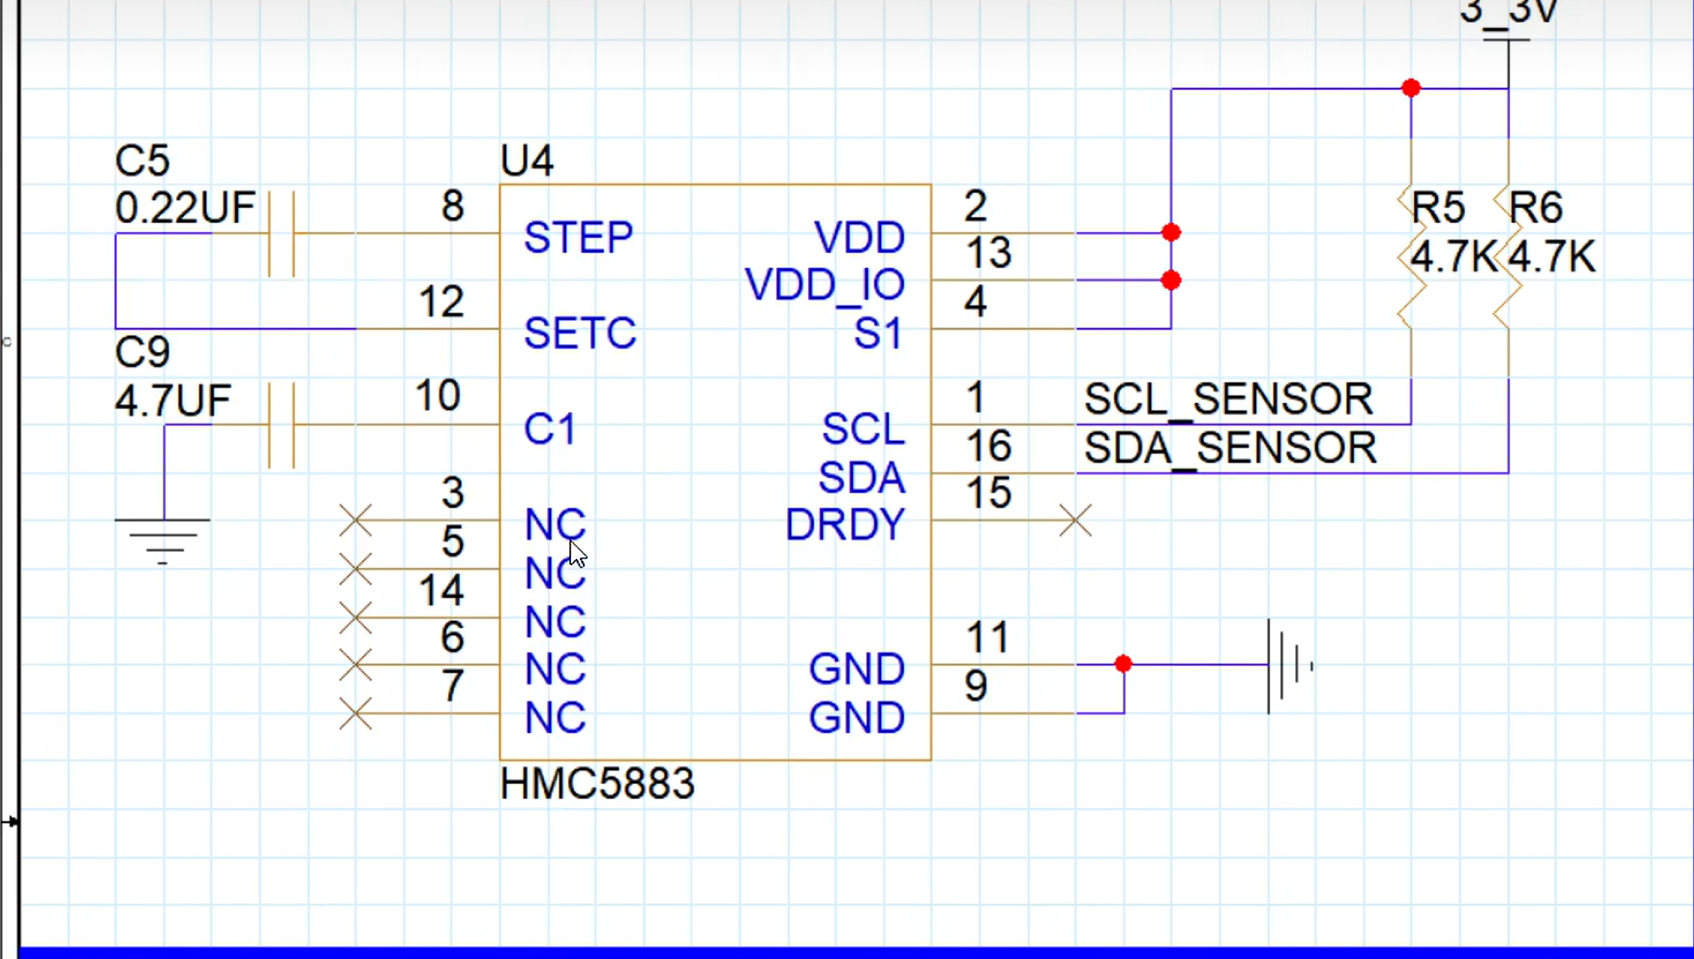 3_3V
C5
0.22UF
U4
8
STEP
12
SETC
C9
4.7UF
10
C1
3
NC
5
NC
14
NC
6
NC
7
NC
2
VDD
13
VDD_IO
4
S1
1
SCL
SCL_SENSOR
16
SDA
SDA_SENSOR
15
DRDY
11
GND
9
GND
R5
4.7K
R6
4.7K
HMC5883
c